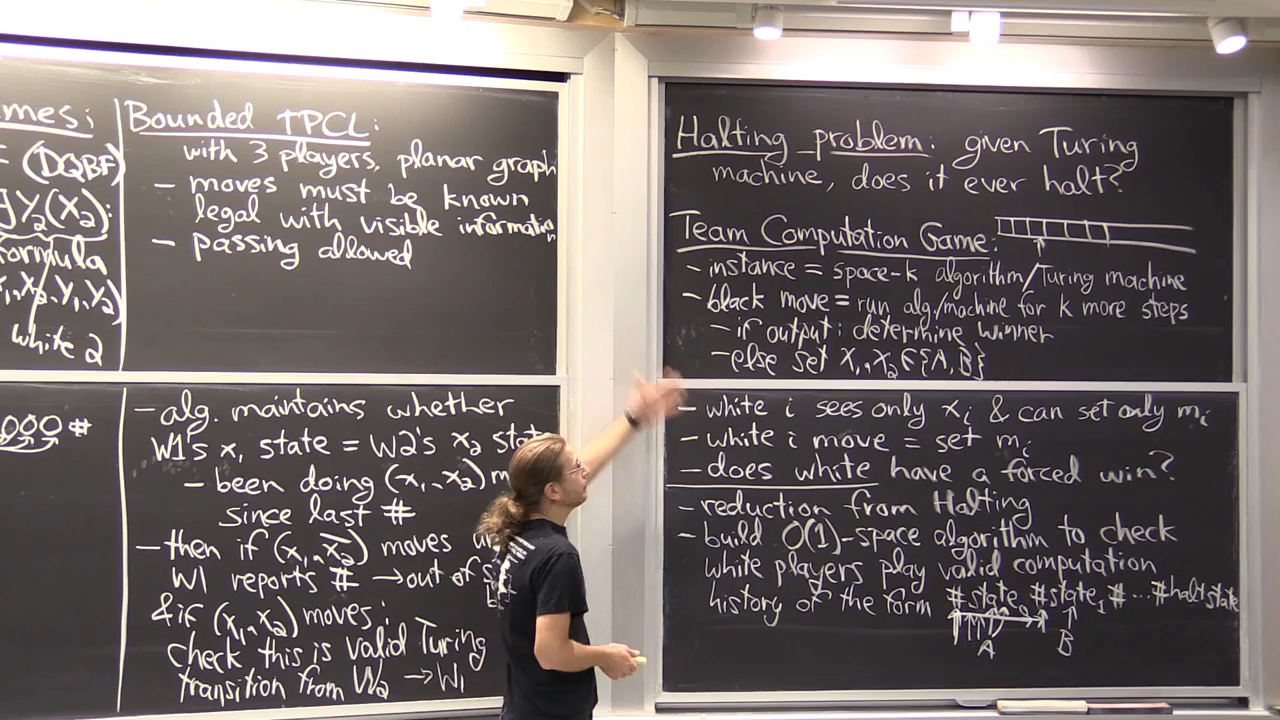 mes:
(DQBF)
∃Y₂(X₂):
formula
X₂, Y₁, Y₂)
white 2
000 #
Bounded TPCL:
with 3 players, planar graph
- moves must be known
legal with visible information
- passing allowed
- alg. maintains whether
W1's x₁ state = W2's x₂
- been doing (x₁, x₂)
since last #
- then if (x₁, x̄₂) moves
W1 reports # → out of
& if (x₁, x₂) moves:
check this is valid Turing
transition from W2 → W1
Halting problem: given Turing
machine, does it ever halt?
Team Computation Game:
- instance = space-k algorithm/Turing machine
- black move = run alg./machine for k more steps
- if output: determine winner
- else set x₁, x₂ ∈ {A, B}
- white i sees only xᵢ & can set only mᵢ
- white i move = set mᵢ
- does white have a forced win?
- reduction from Halting
- build O(1)-space algorithm to check
white players play valid computation
history of the form #state₀#state₁#...#halt state
A B